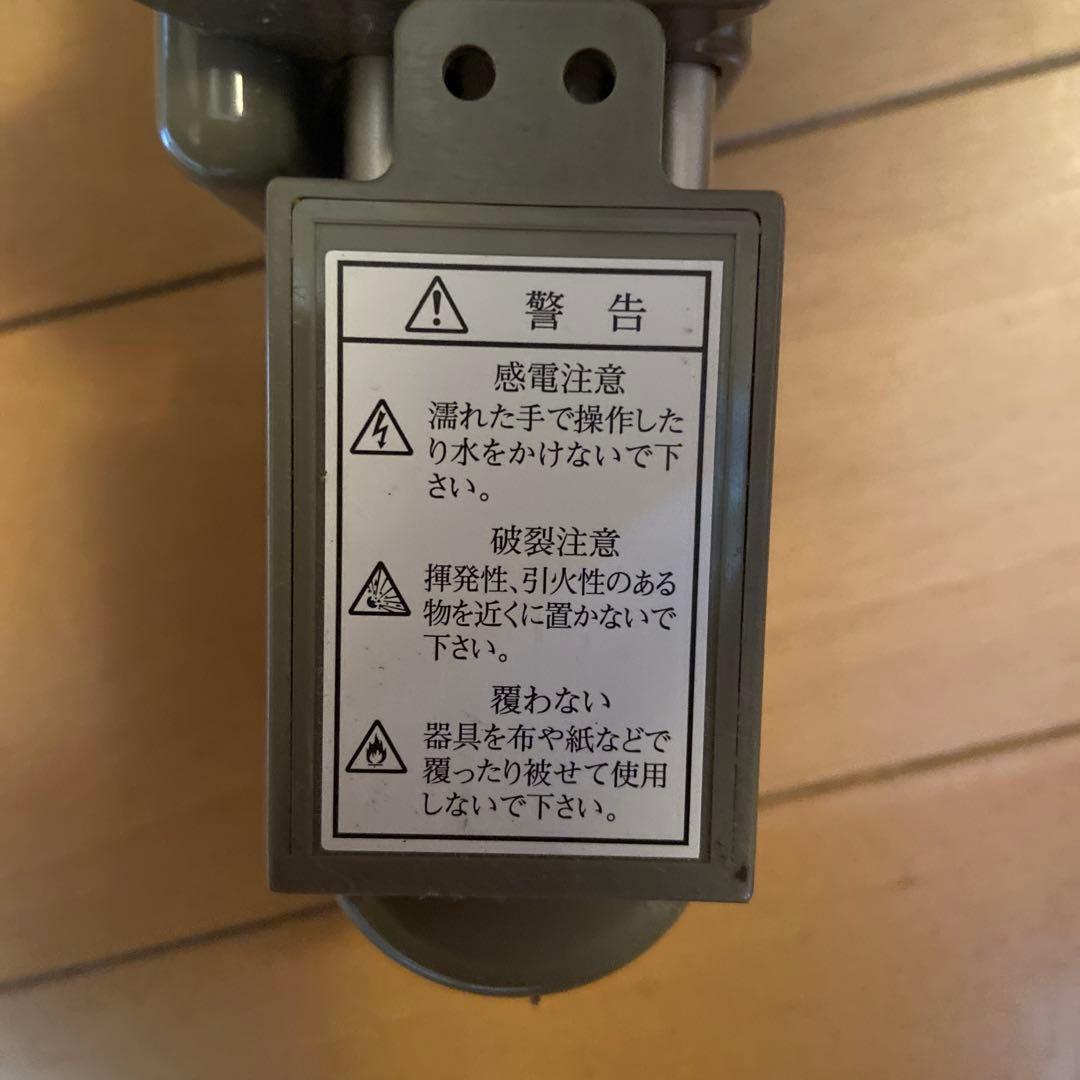 警 告
感電注意
濡れた手で操作した
り水をかけないで下
さい。
破裂注意
揮発性、引火性のある
物を近くに置かないで
下さい。
覆わない
器具を布や紙などで
覆ったり被せて使用
しないで下さい。